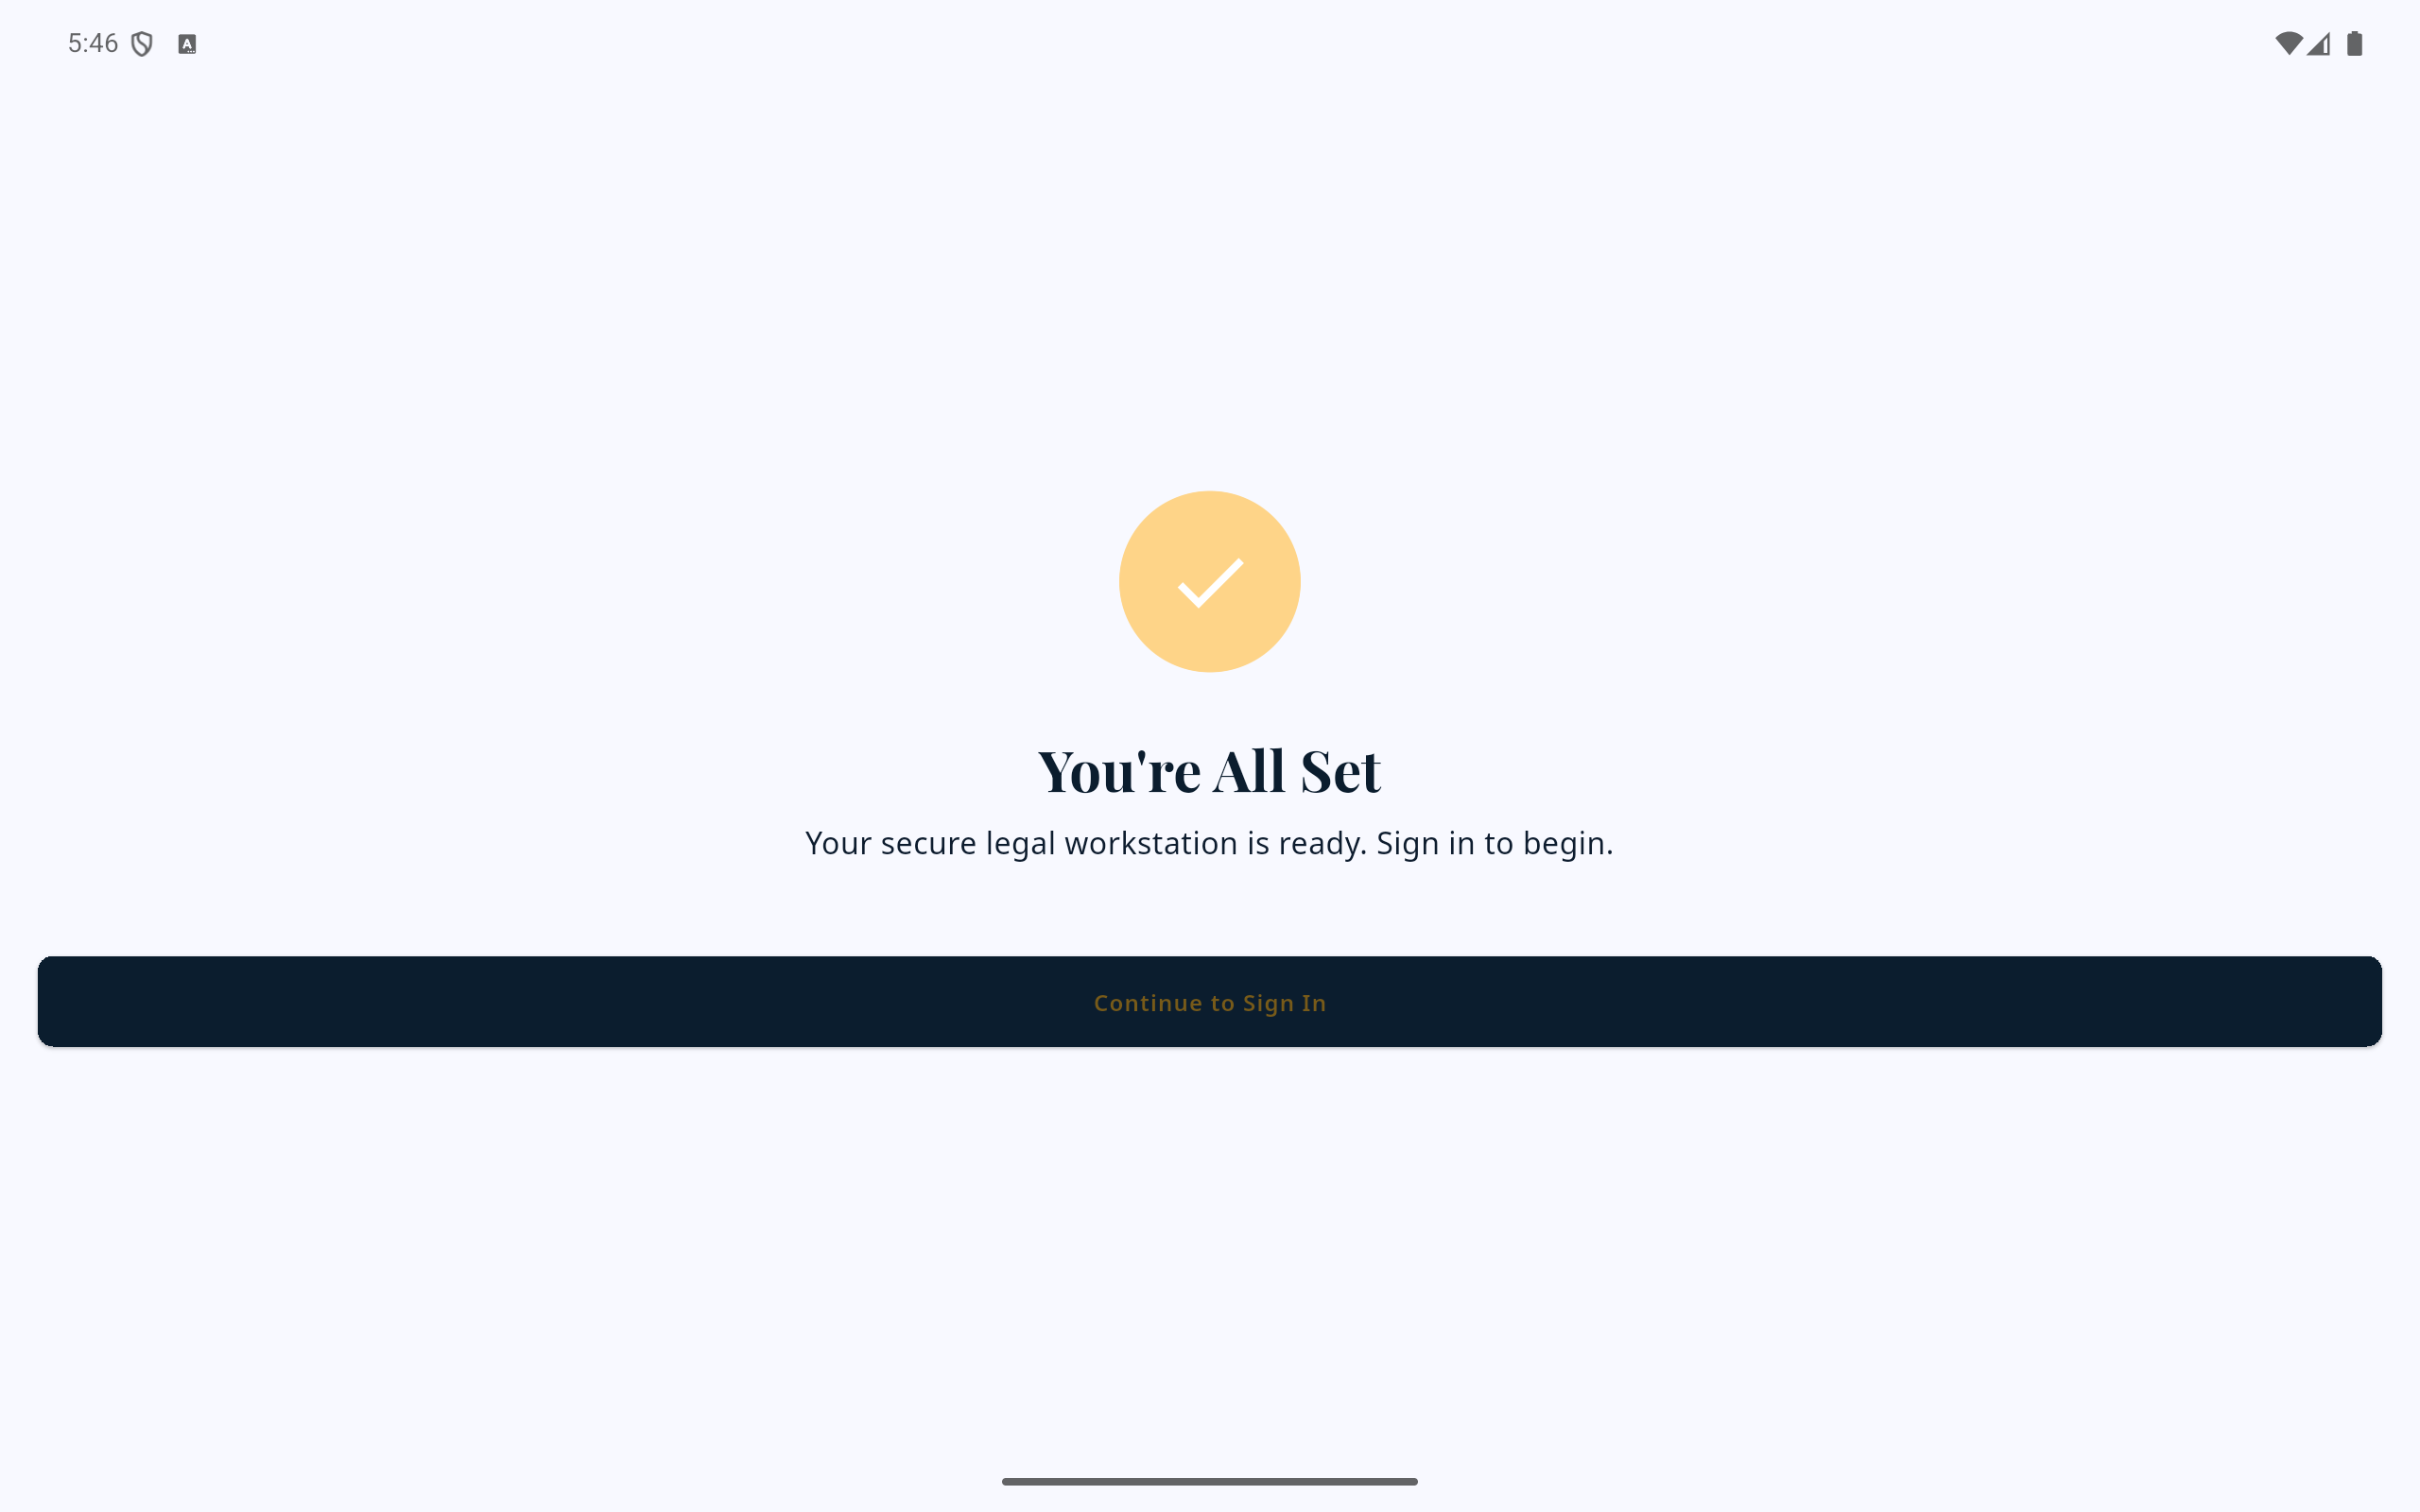 5:46
You're All Set
Your secure legal workstation is ready. Sign in to begin.
Continue to Sign In